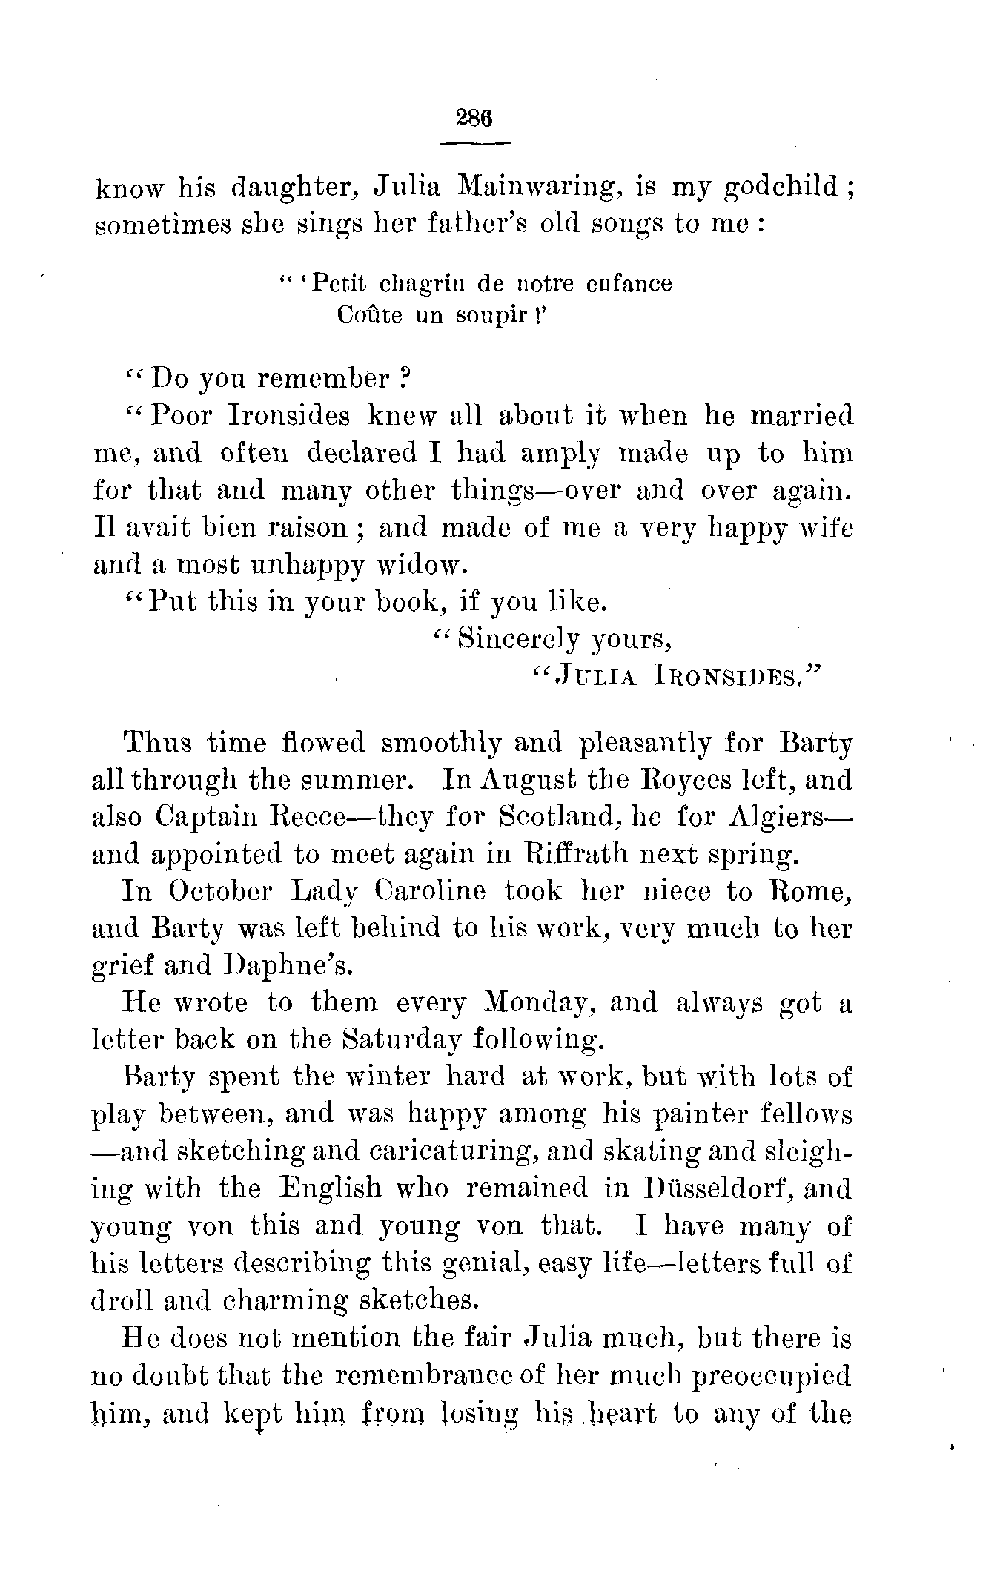 286
know his daughter, Julia Mainwaring, is my godchild ;
sometimes she sings her father's old songs to me :
" 'Petit chagrin de notre enfance
Coûte un soupir !'
" Do you remember ?
" Poor Ironsides knew all about it when he married
me, and often declared I had amply made up to him
for that and many other things—over and over again.
Il avait bien raison ; and made of me a very happy wife
and a most unhappy widow.
" Put this in your book, if you like.
" Sincerely yours,
" JULIA IRONSIDES."
Thus time flowed smoothly and pleasantly for Barty
all through the summer. In August the Royces left, and
also Captain Reece—they for Scotland, he for Algiers—
and appointed to meet again in Riffrath next spring.
In October Lady Caroline took her niece to Rome,
and Barty was left behind to his work, very much to her
grief and Daphne's.
He wrote to them every Monday, and always got a
letter back on the Saturday following.
Barty spent the winter hard at work, but with lots of
play between, and was happy among his painter fellows
—and sketching and caricaturing, and skating and sleigh-
ing with the English who remained in Düsseldorf, and
young von this and young von that. I have many of
his letters describing this genial, easy life—letters full of
droll and charming sketches.
He does not mention the fair Julia much, but there is
no doubt that the remembrance of her much preoccupied
him, and kept him from losing his heart to any of the